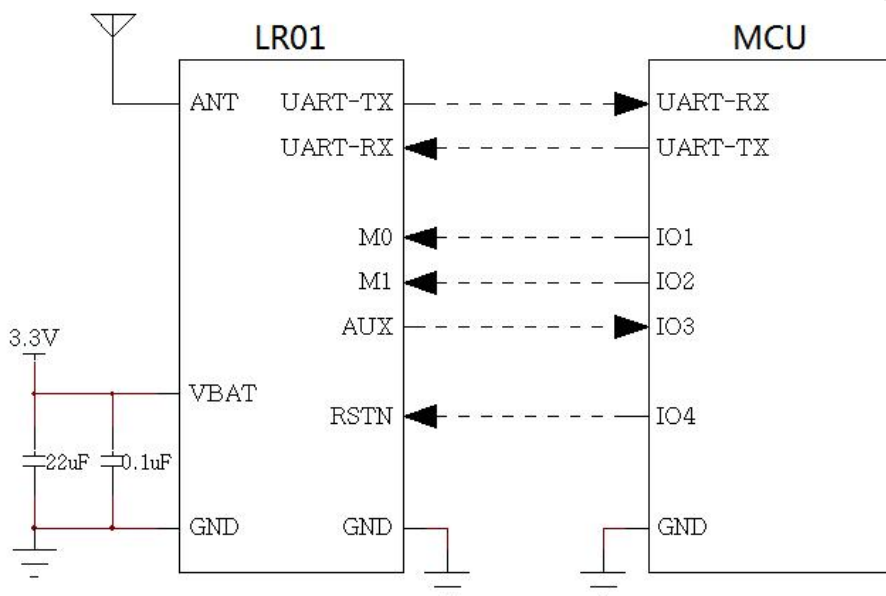 LR01 MCU
ANT UART-TX UART-RX
UART-RX UART-TX
M0 IO1
M1 IO2
AUX IO3
3.3V
VBAT
RSTN IO4
22uF 0.1uF
GND GND GND